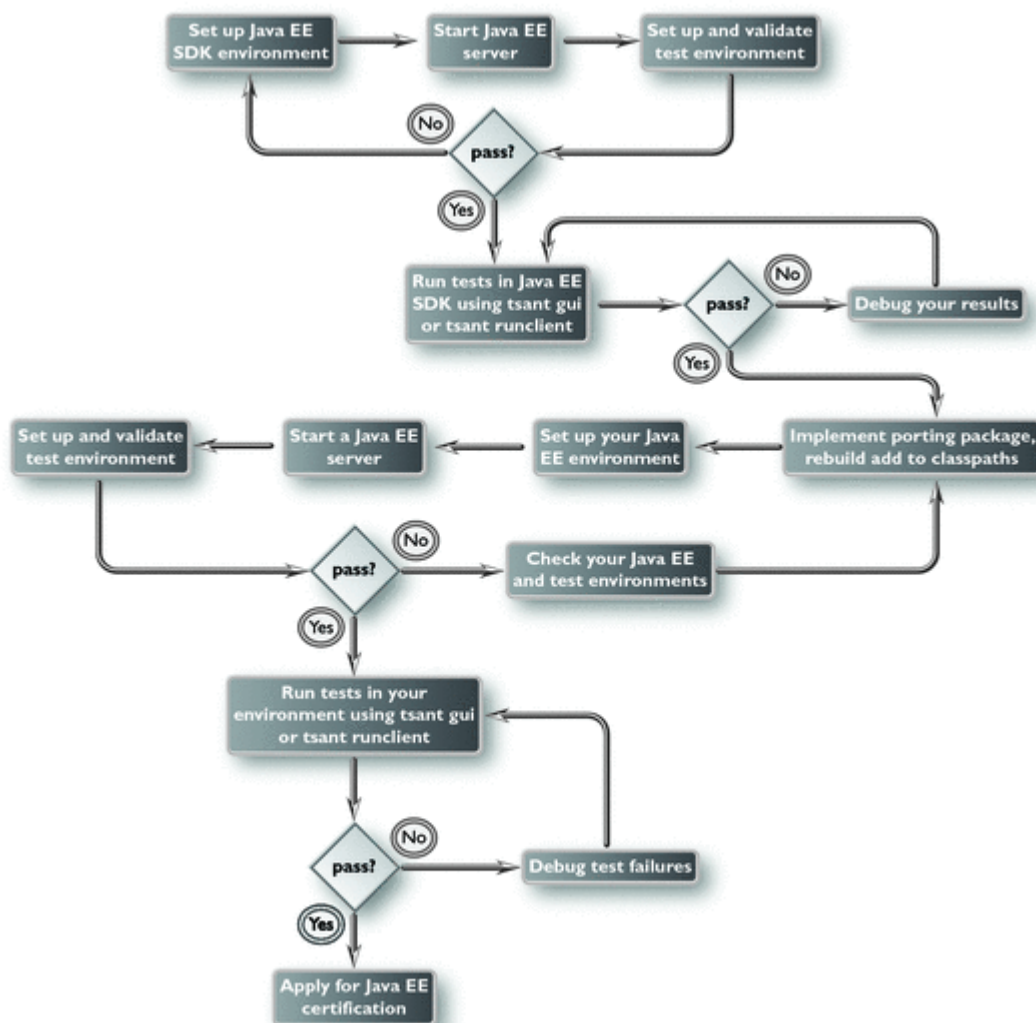 Set up Java EE
SDK environment
Start Java EE
server
Set up and validate
test environment
No
pass?
Yes
Run tests in Java EE
SDK using tsant gui
or tsant runclient
pass?
No
Debug your results
Yes
Set up and validate
test environment
Start a Java EE
server
Set up your Java
EE environment
Implement porting package,
rebuild add to classpaths
pass?
No
Check your Java EE
and test environments
Yes
Run tests in your
environment using tsant gui
or tsant runclient
pass?
No
Debug test failures
Yes
Apply for Java EE
certification